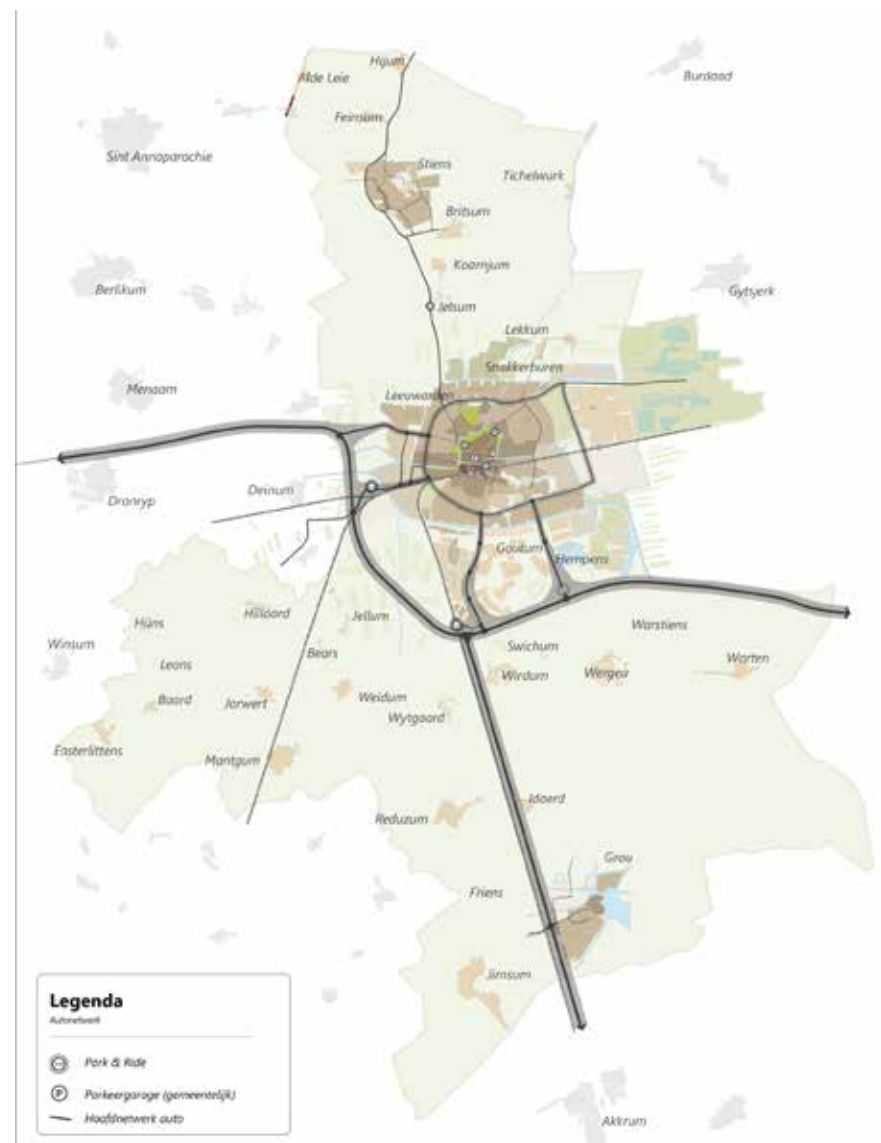 Hijum
Alde Leie
Burdaad
Feinsum
Sint Annaparochie
Stiens
Tichelwurk
Britsum
Koarnjum
Berlikum
Gytsjerk
Jelsum
Lekkum
Snakkerburen
Menaam
Leeuwarden
Deinum
Dronryp
Goutum
Hempens
Hilaard
Jellum
Húns
Warstiens
Winsum
Swichum
Bears
Leons
Warten
Wirdum
Wergea
Baard
Jorwert
Weidum
Wytgaard
Easterlittens
Mantgum
Idaerd
Reduzum
Grou
Friens
Jirnsum
Legenda
Autonetwerk
Park & Ride
P Parkeergarage (gemeentelijk)
Hoofdnetwerk auto
Akkrum